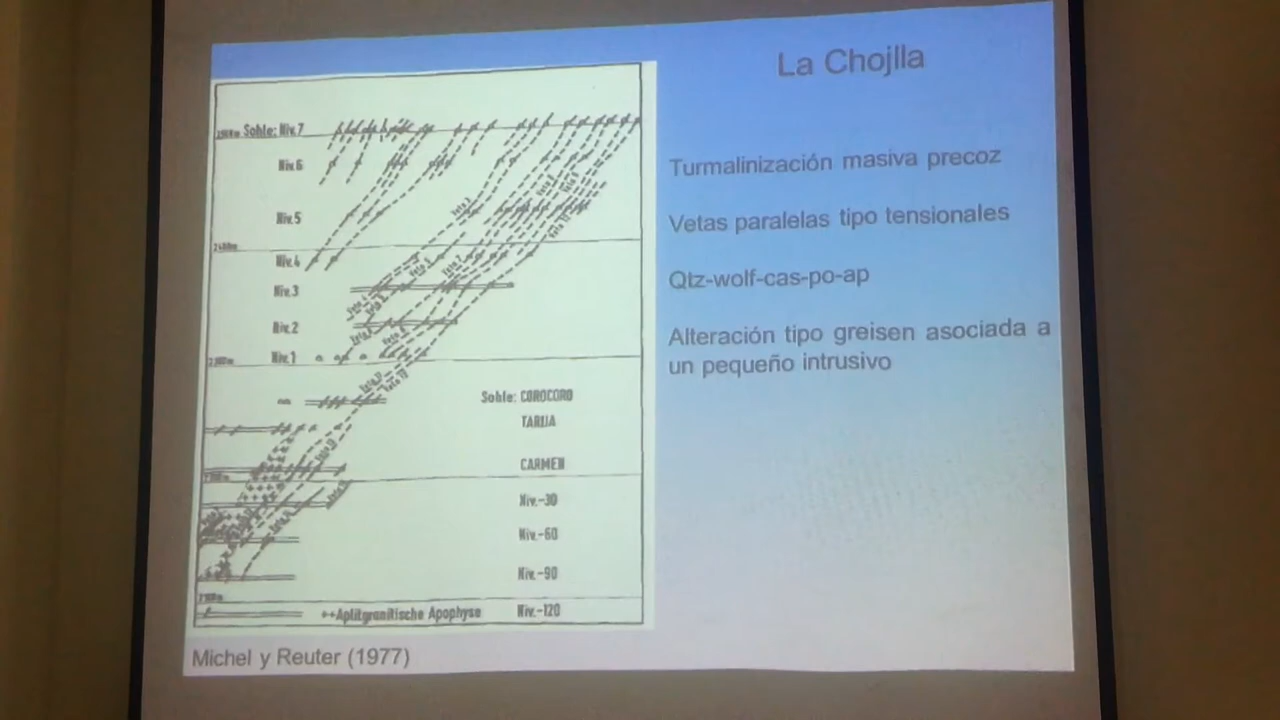 La Chojlla
Sohle: Niv.7
Niv.6
Niv.5
Niv.4
Niv.3
Niv.2
Niv.1
Sohle: COROCORO
TARIJA
CARMEN
Niv.-30
Niv.-60
Niv.-90
Niv.-120
++Aplitgranitische Apophyse
Michel y Reuter (1977)
Turmalinización masiva precoz
Vetas paralelas tipo tensionales
Qtz-wolf-cas-po-ap
Alteración tipo greisen asociada a
un pequeño intrusivo